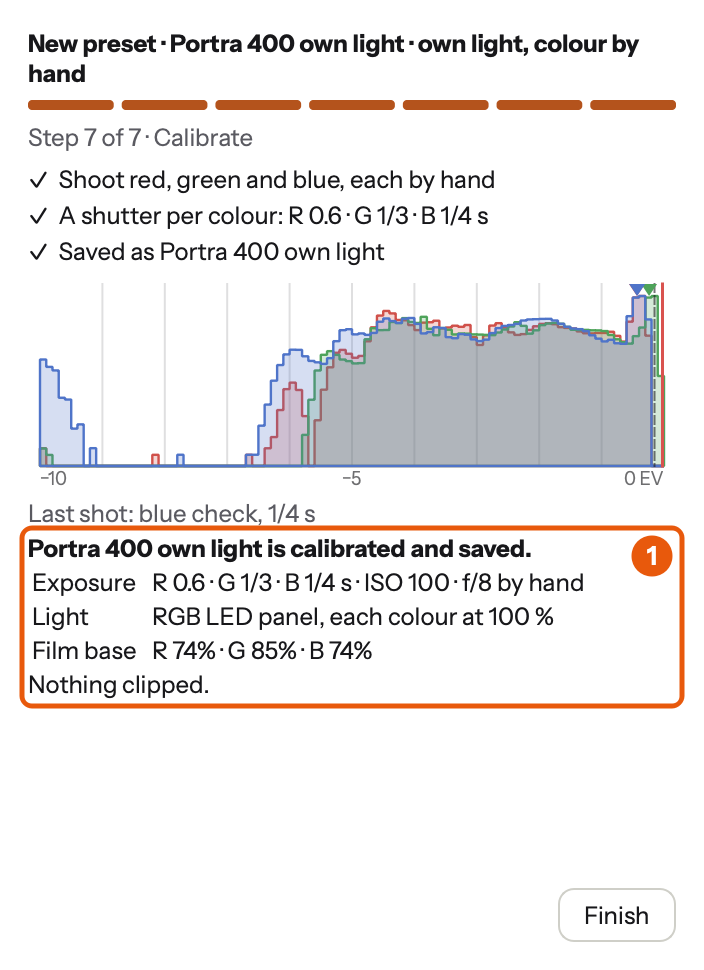 New preset · Portra 400 own light · own light, colour by
hand
Step 7 of 7 · Calibrate
✓ Shoot red, green and blue, each by hand
✓ A shutter per colour: R 0.6 · G 1/3 · B 1/4 s
✓ Saved as Portra 400 own light
−10 −5 0 EV
Last shot: blue check, 1/4 s
Portra 400 own light is calibrated and saved. 1
Exposure R 0.6 · G 1/3 · B 1/4 s · ISO 100 · f/8 by hand
Light RGB LED panel, each colour at 100 %
Film base R 74% · G 85% · B 74%
Nothing clipped.
Finish